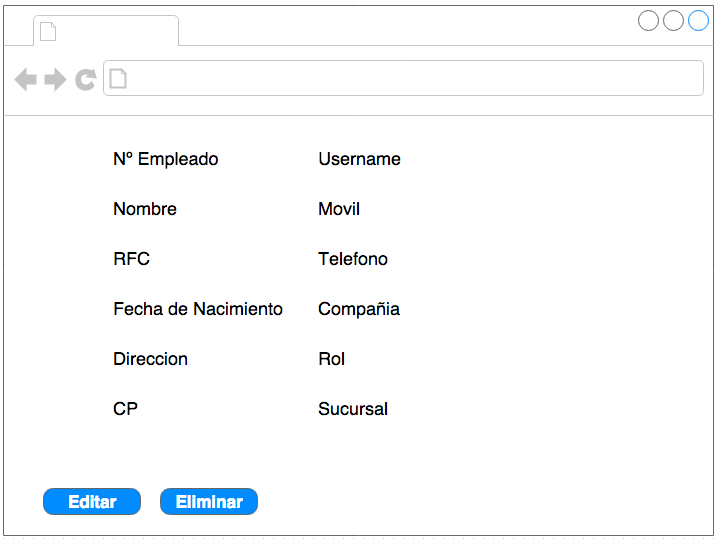 Nº Empleado Username
Nombre Movil
RFC Telefono
Fecha de Nacimiento Compañia
Direccion Rol
CP Sucursal
Editar Eliminar